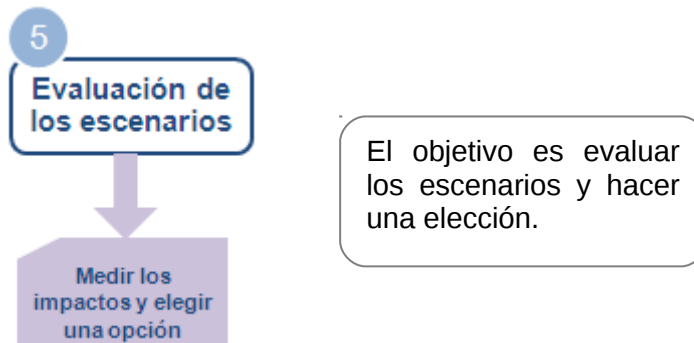 5
Evaluación de
los escenarios
El objetivo es evaluar
los escenarios y hacer
una elección.
Medir los
impactos y elegir
una opción